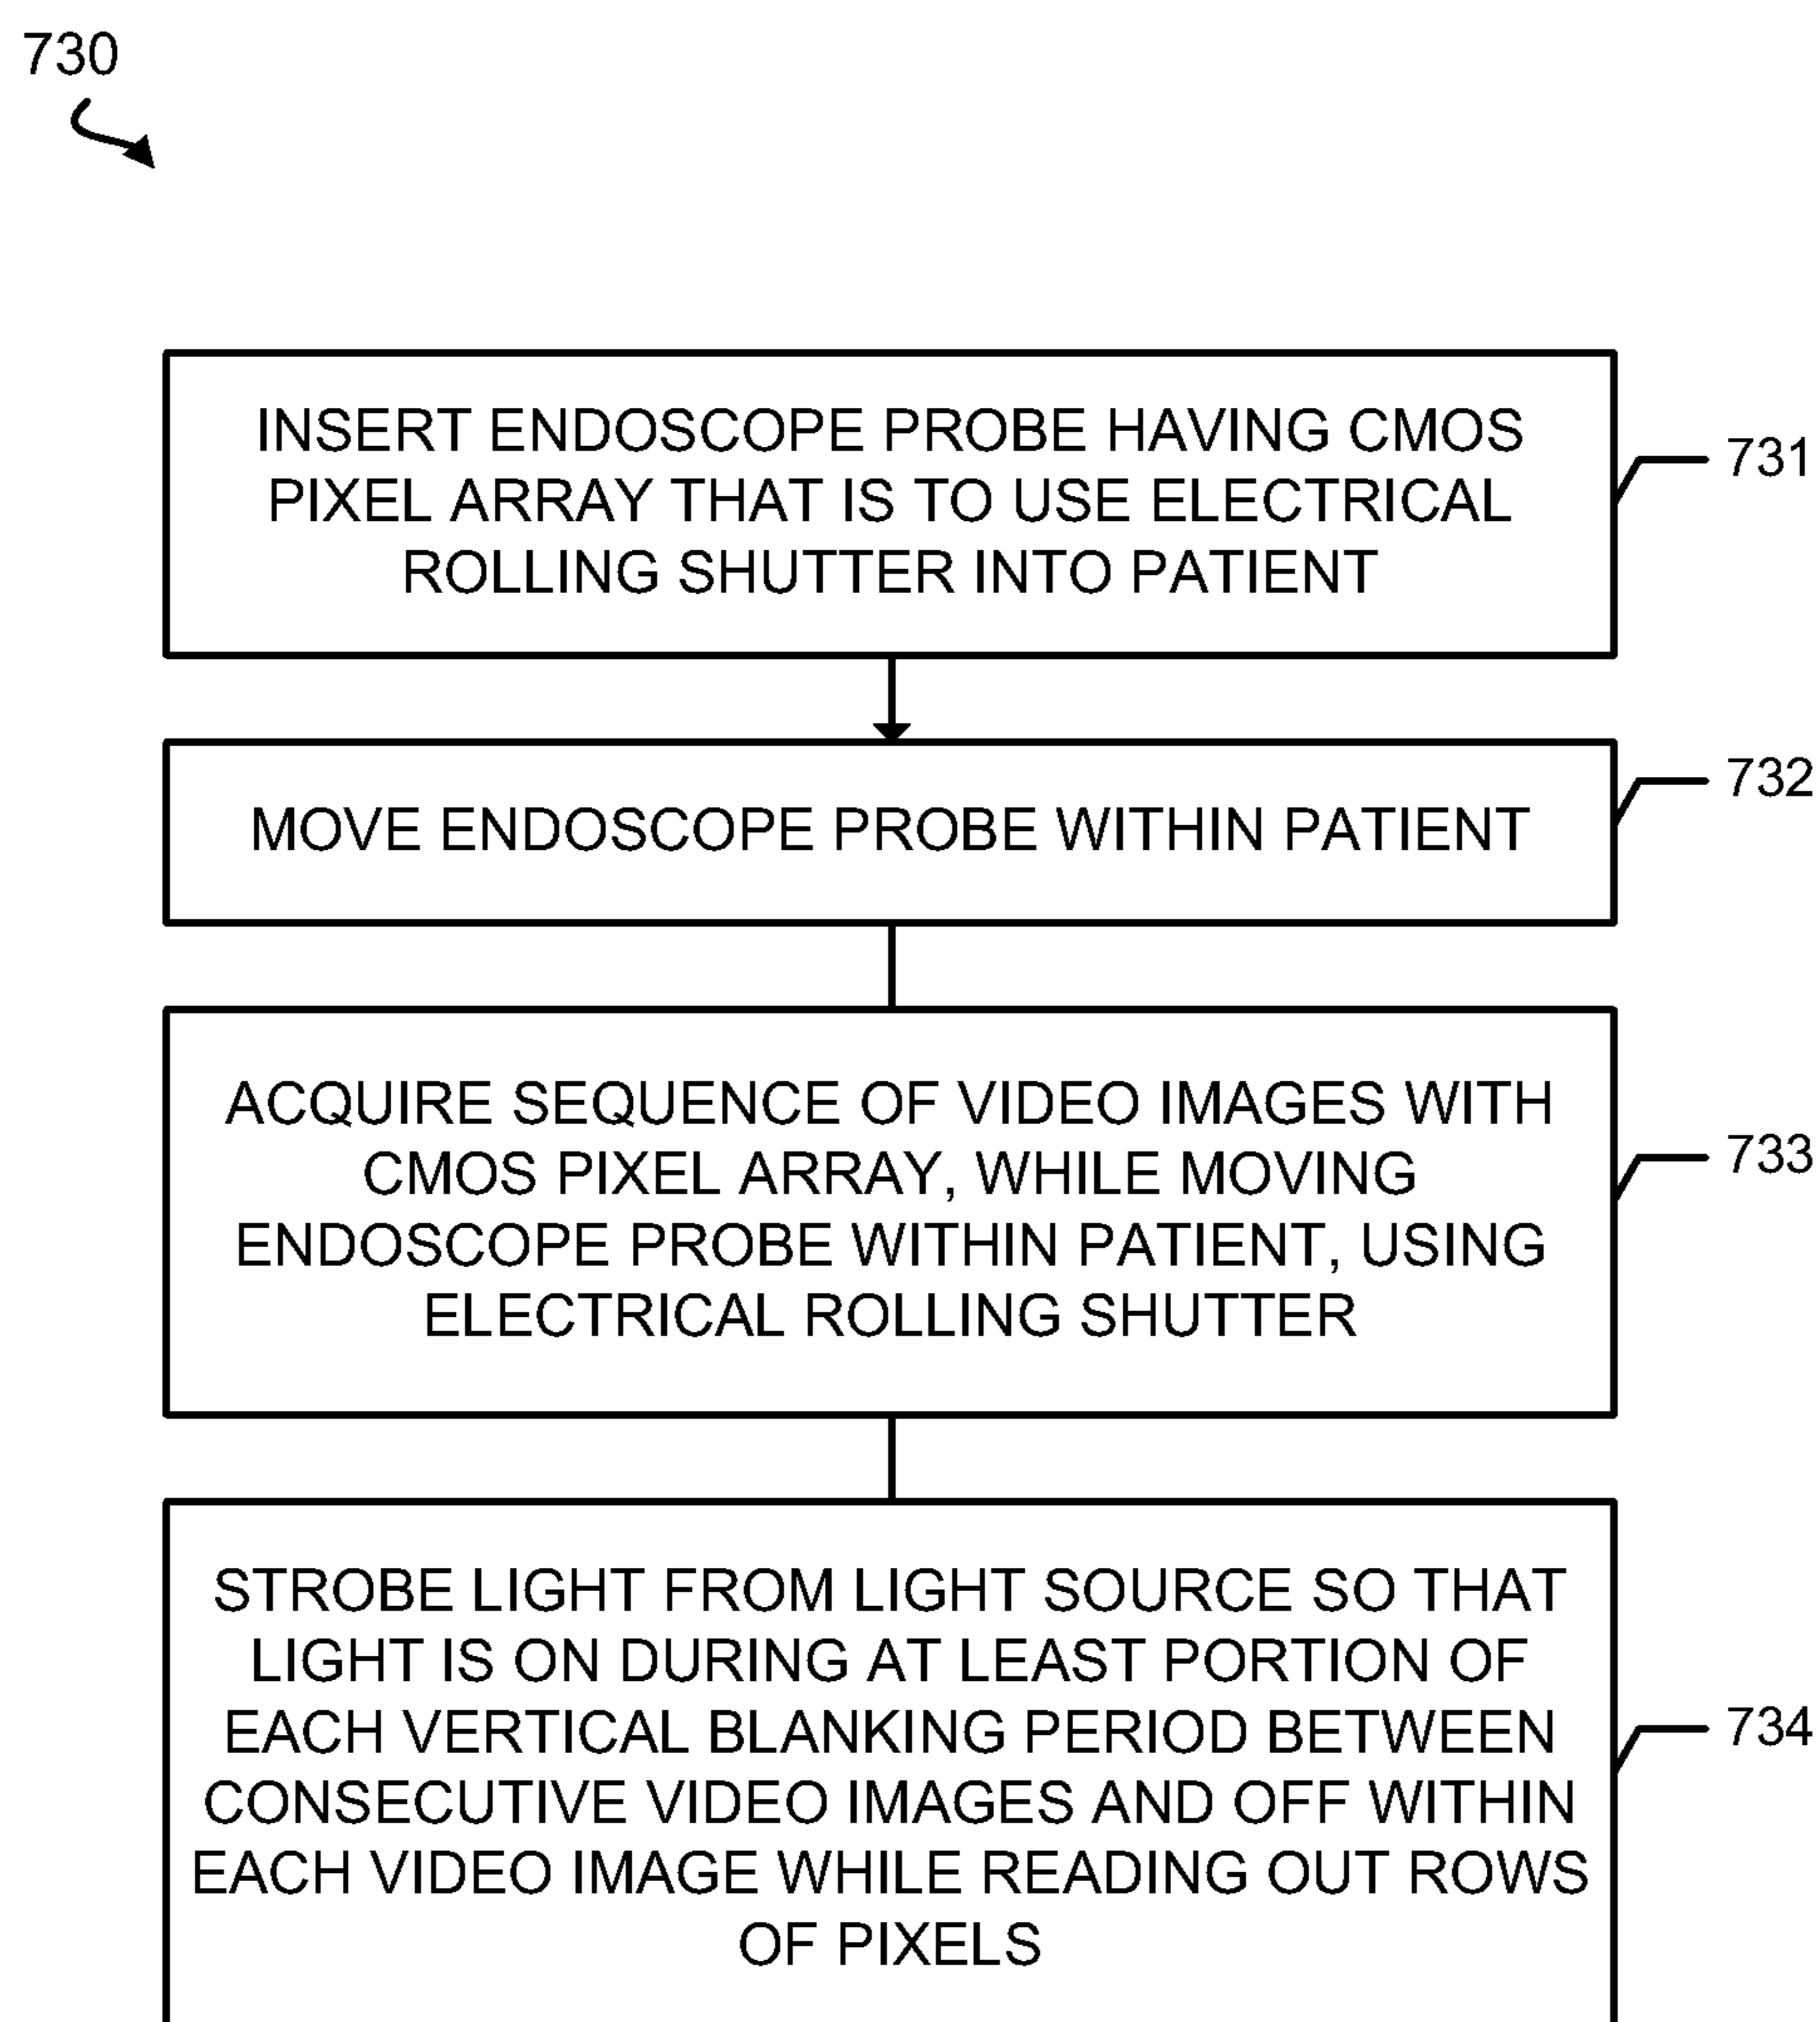 730
INSERT ENDOSCOPE PROBE HAVING CMOS
PIXEL ARRAY THAT IS TO USE ELECTRICAL
ROLLING SHUTTER INTO PATIENT
731
MOVE ENDOSCOPE PROBE WITHIN PATIENT
732
ACQUIRE SEQUENCE OF VIDEO IMAGES WITH
CMOS PIXEL ARRAY, WHILE MOVING
ENDOSCOPE PROBE WITHIN PATIENT, USING
ELECTRICAL ROLLING SHUTTER
733
STROBE LIGHT FROM LIGHT SOURCE SO THAT
LIGHT IS ON DURING AT LEAST PORTION OF
EACH VERTICAL BLANKING PERIOD BETWEEN
CONSECUTIVE VIDEO IMAGES AND OFF WITHIN
EACH VIDEO IMAGE WHILE READING OUT ROWS
OF PIXELS
734